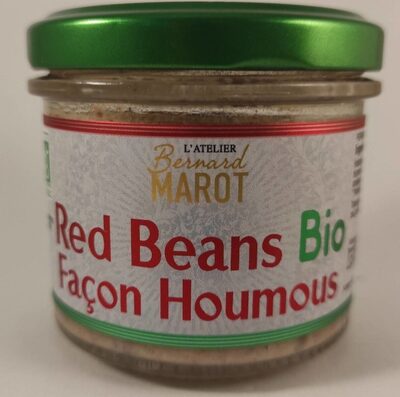 L'ATELIER
Bernard
MAROT
Red Beans Bio
Façon Houmous